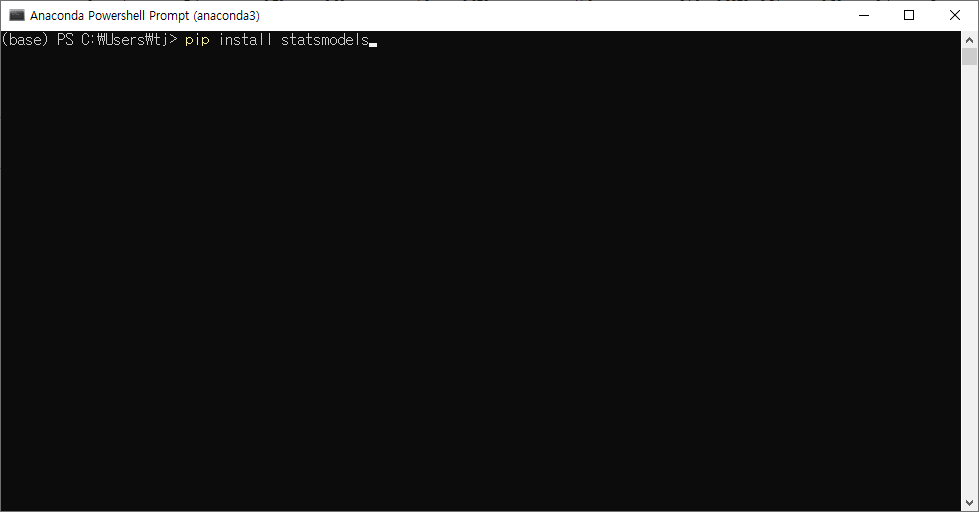 Anaconda Powershell Prompt (anaconda3)
(base) PS C:₩Users₩tj> pip install statsmodels